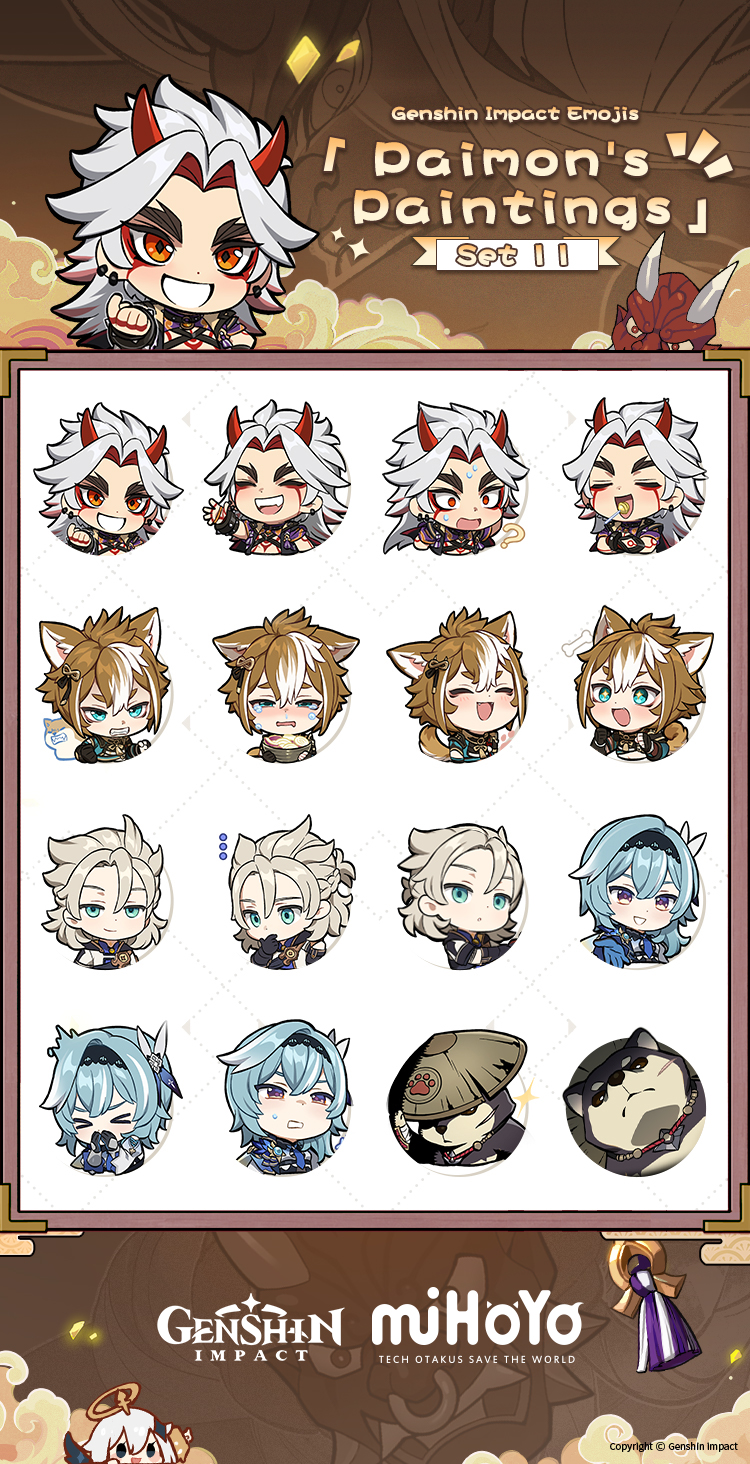 Genshin Impact Emojis
「Paimon's
Paintings」
Set 11
GENSHIN
IMPACT
miHoYo
TECH OTAKUS SAVE THE WORLD
Copyright © Genshin Impact